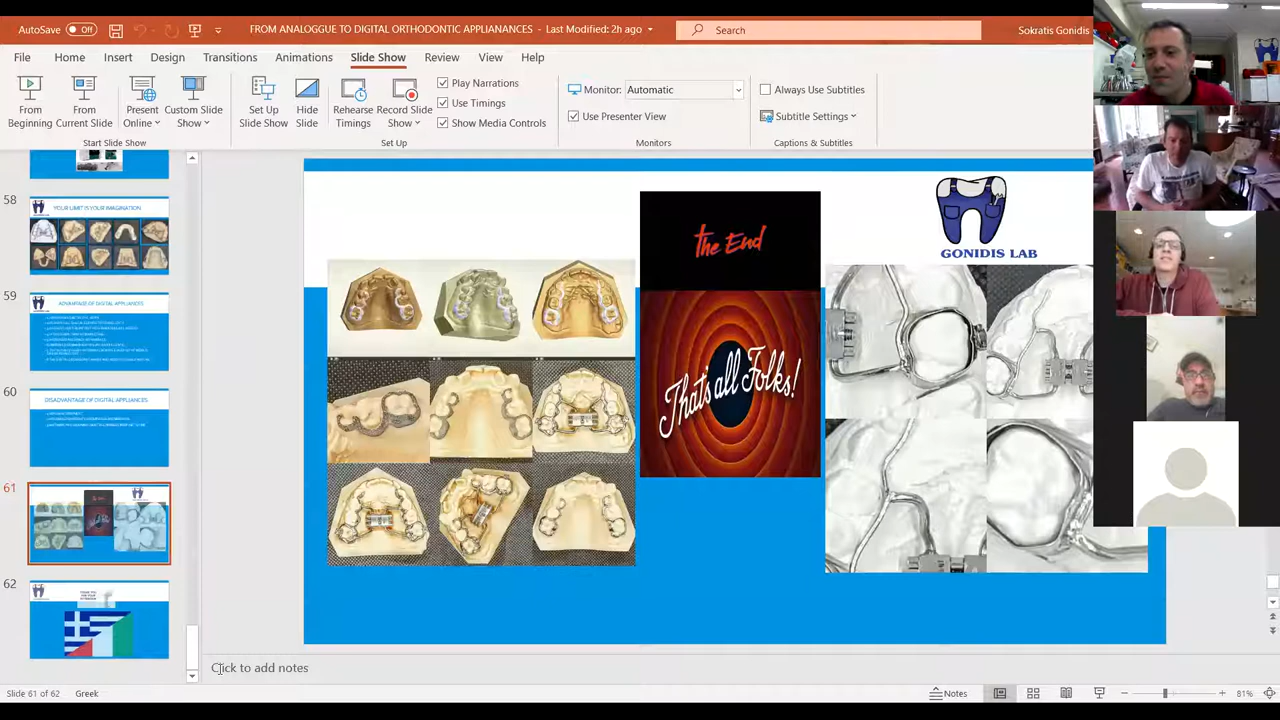 AutoSave
Off
FROM ANALOGGUE TO DIGITAL ORTHODONTIC APPLIANANCES - Last Modified: 2h ago
Search
Sokratis Gonidis
File
Home
Insert
Design
Transitions
Animations
Slide Show
Review
View
Help
From
Beginning
From
Current Slide
Present
Online
Custom Slide
Show
Start Slide Show
Set Up
Slide Show
Hide
Slide
Rehearse
Timings
Record Slide
Show
Play Narrations
Use Timings
Show Media Controls
Set Up
Monitor:
Automatic
Use Presenter View
Monitors
Always Use Subtitles
Subtitle Settings
Captions & Subtitles
58
YOUR LIMIT IS YOUR IMAGINATION
59
ADVANTAGE OF DIGITAL APPLIANCES
60
DISADVANTAGE OF DIGITAL APPLIANCES
61
62
The End
That's all Folks!
GONIDIS LAB
Click to add notes
Slide 61 of 62
Greek
Notes
81%